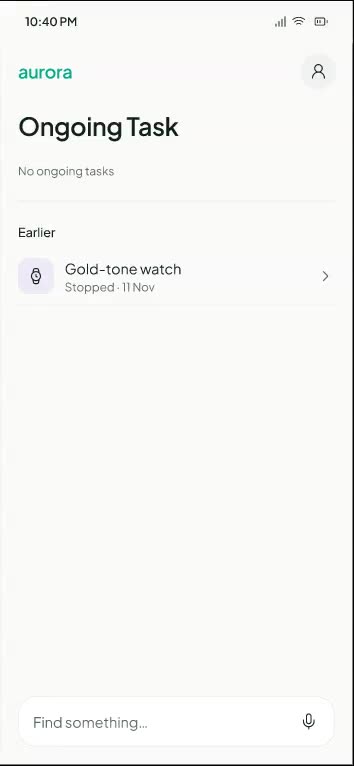 10:40 PM
aurora
Ongoing Task
No ongoing tasks
Earlier
Gold-tone watch
Stopped · 11 Nov
Find something...